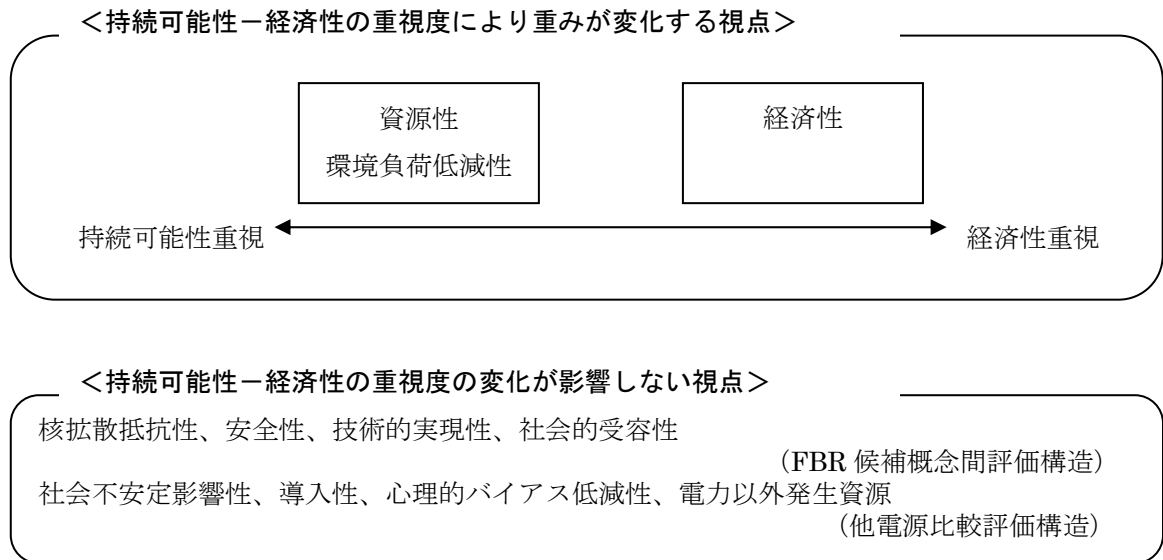 ＜持続可能性－経済性の重視度により重みが変化する視点＞
資源性
環境負荷低減性
経済性
持続可能性重視
経済性重視
＜持続可能性－経済性の重視度の変化が影響しない視点＞
核拡散抵抗性、安全性、技術的実現性、社会的受容性
（FBR 候補概念間評価構造）
社会不安定影響性、導入性、心理的バイアス低減性、電力以外発生資源
（他電源比較評価構造）